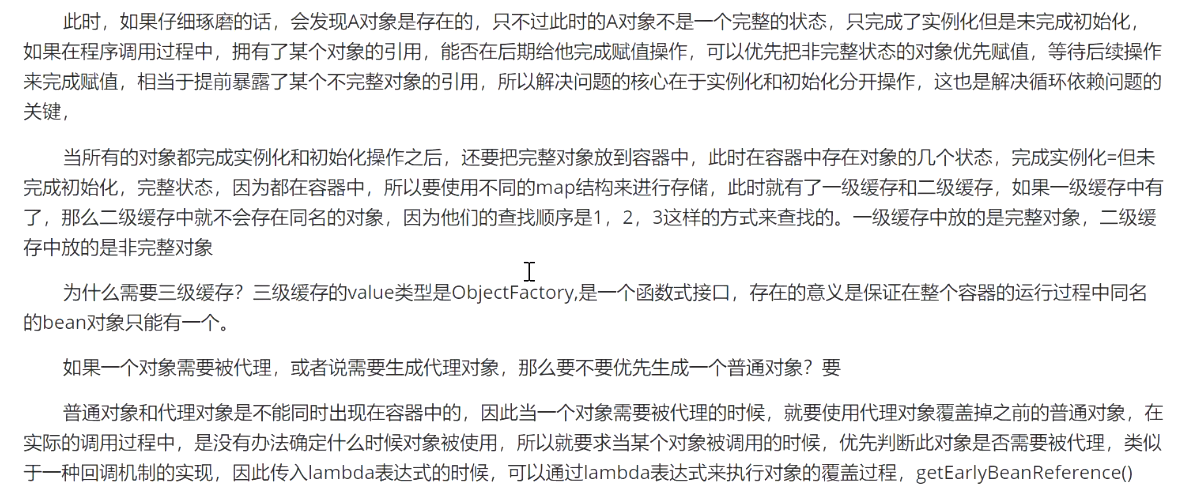 此时，如果仔细琢磨的话，会发现A对象是存在的，只不过此时的A对象不是一个完整的状态，只完成了实例化但是未完成初始化，
如果在程序调用过程中，拥有了某个对象的引用，能否在后期给他完成赋值操作，可以优先把非完整状态的对象优先赋值，等待后续操作
来完成赋值，相当于提前暴露了某个不完整对象的引用，所以解决问题的核心在于实例化和初始化分开操作，这也是解决循环依赖问题的
关键，
当所有的对象都完成实例化和初始化操作之后，还要把完整对象放到容器中，此时在容器中存在对象的几个状态，完成实例化=但未
完成初始化，完整状态，因为都在容器中，所以要使用不同的map结构来进行存储，此时就有了一级缓存和二级缓存，如果一级缓存中有
了，那么二级缓存中就不会存在同名的对象，因为他们的查找顺序是1，2，3这样的方式来查找的。一级缓存中放的是完整对象，二级缓
存中放的是非完整对象
为什么需要三级缓存？三级缓存的value类型是ObjectFactory,是一个函数式接口，存在的意义是保证在整个容器的运行过程中同名
的bean对象只能有一个。
如果一个对象需要被代理，或者说需要生成代理对象，那么要不要优先生成一个普通对象？要
普通对象和代理对象是不能同时出现在容器中的，因此当一个对象需要被代理的时候，就要使用代理对象覆盖掉之前的普通对象，在
实际的调用过程中，是没有办法确定什么时候对象被使用，所以就要求当某个对象被调用的时候，优先判断此对象是否需要被代理，类似
于一种回调机制的实现，因此传入lambda表达式的时候，可以通过lambda表达式来执行对象的覆盖过程，getEarlyBeanReference()